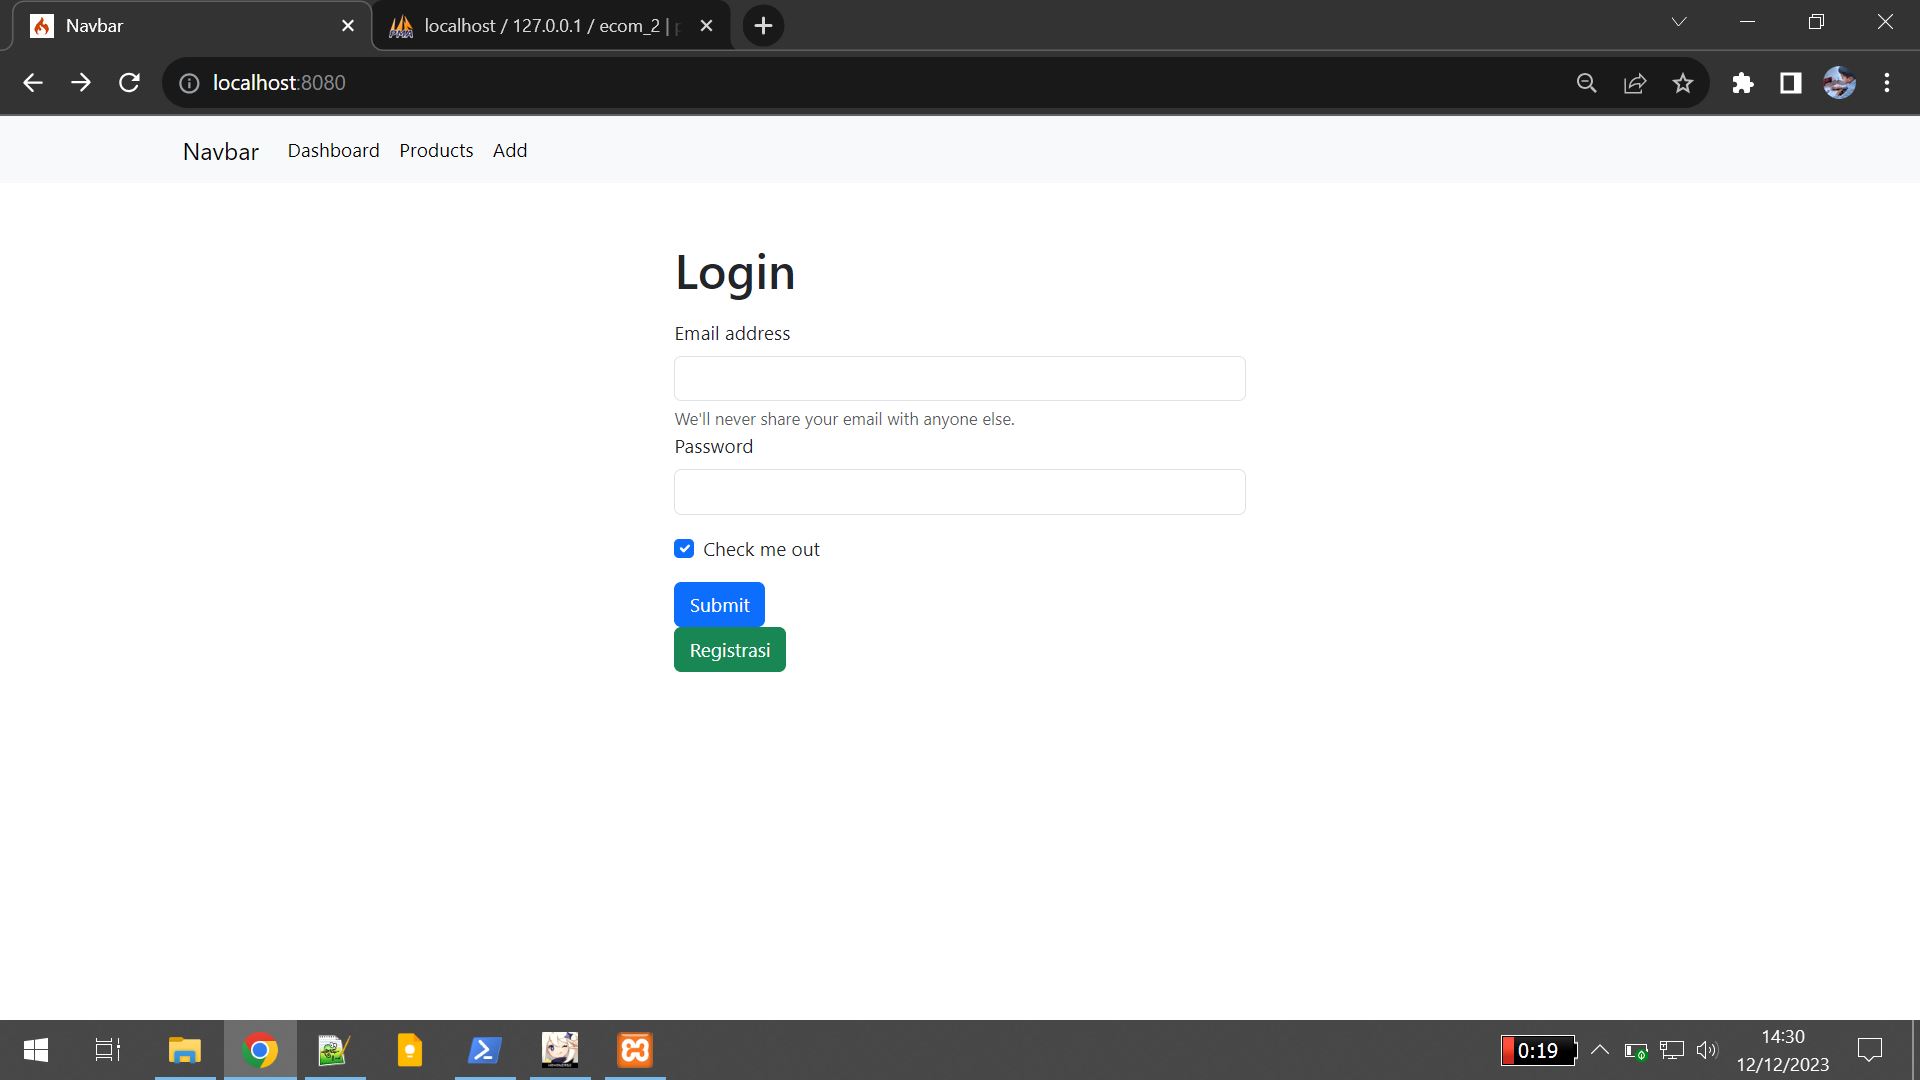 Navbar
localhost / 127.0.0.1 / ecom_2 |
localhost:8080
Navbar Dashboard Products Add
Login
Email address
We'll never share your email with anyone else.
Password
Check me out
Submit
Registrasi
0:19
14:30
12/12/2023